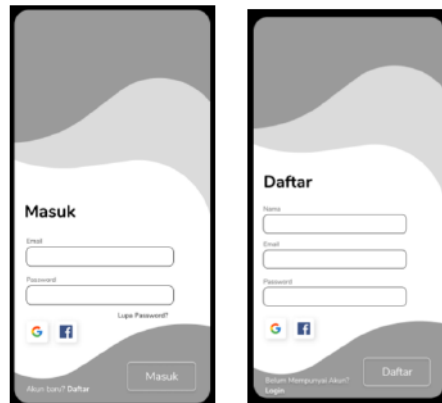 Masuk
Email
Password
Lupa Password?
G f
Masuk
Akun baru? Daftar
Daftar
Nama
Email
Password
G f
Daftar
Belum Mempunyai Akun?
Login